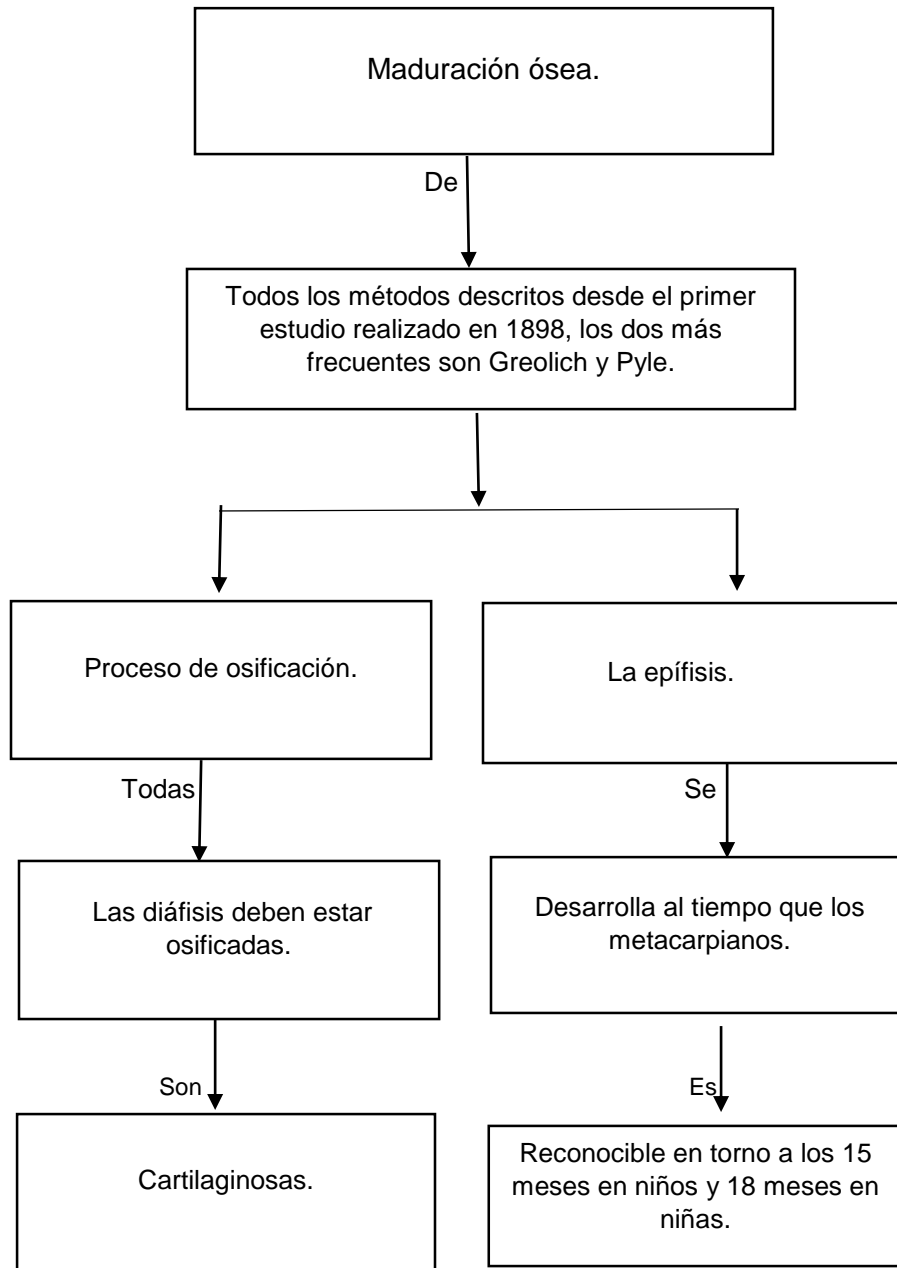 Maduración ósea.
De
Todos los métodos descritos desde el primer
estudio realizado en 1898, los dos más
frecuentes son Greolich y Pyle.
Proceso de osificación.
La epífisis.
Todas
Se
Las diáfisis deben estar
osificadas.
Desarrolla al tiempo que los
metacarpianos.
Son
Es
Cartilaginosas.
Reconocible en torno a los 15
meses en niños y 18 meses en
niñas.